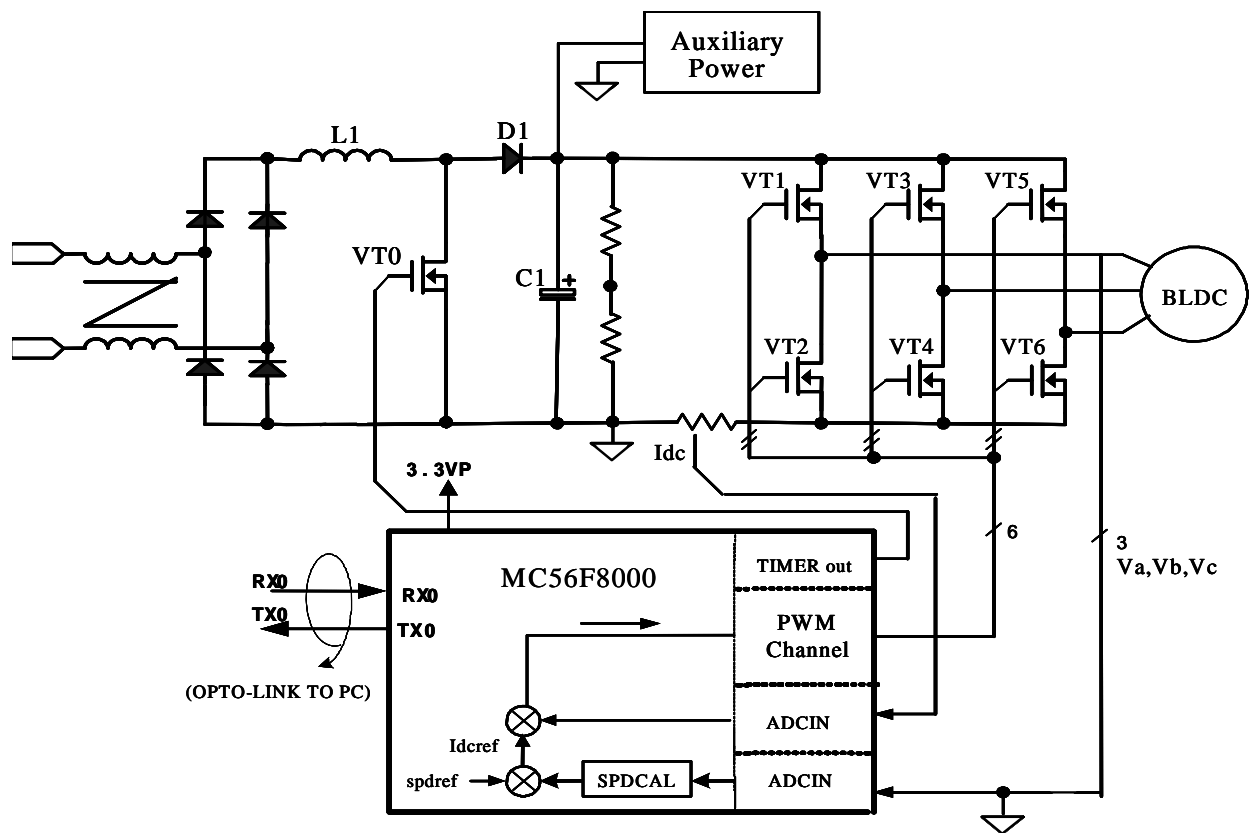 Auxiliary
Power
L1
D1
VT1
VT3
VT5
VT0
C1
+
BLDC
VT2
VT4
VT6
Idc
3.3VP
6
3
Va,Vb,Vc
TIMER out
MC56F8000
RX0
RX0
TX0
TX0
PWM
Channel
(OPTO-LINK TO PC)
ADCIN
Idcref
spdref
SPDCAL
ADCIN